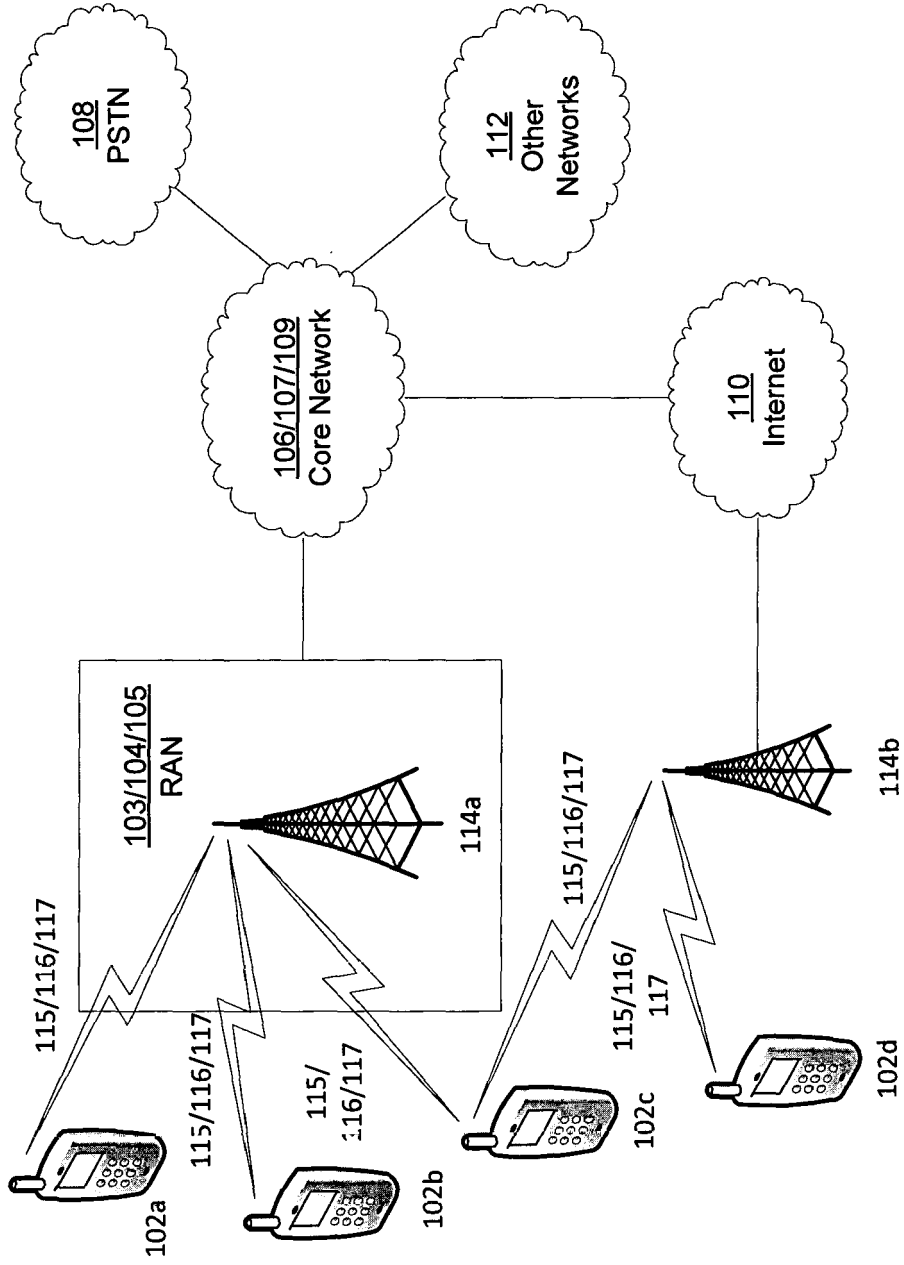 115/116/117
103/104/105
RAN
108
PSTN
102a
115/116/117
114a
106/107/109
Core Network
112
Other
Networks
102b
115/
116/117
102c
115/116/117
115/116/
117
114b
110
Internet
102d